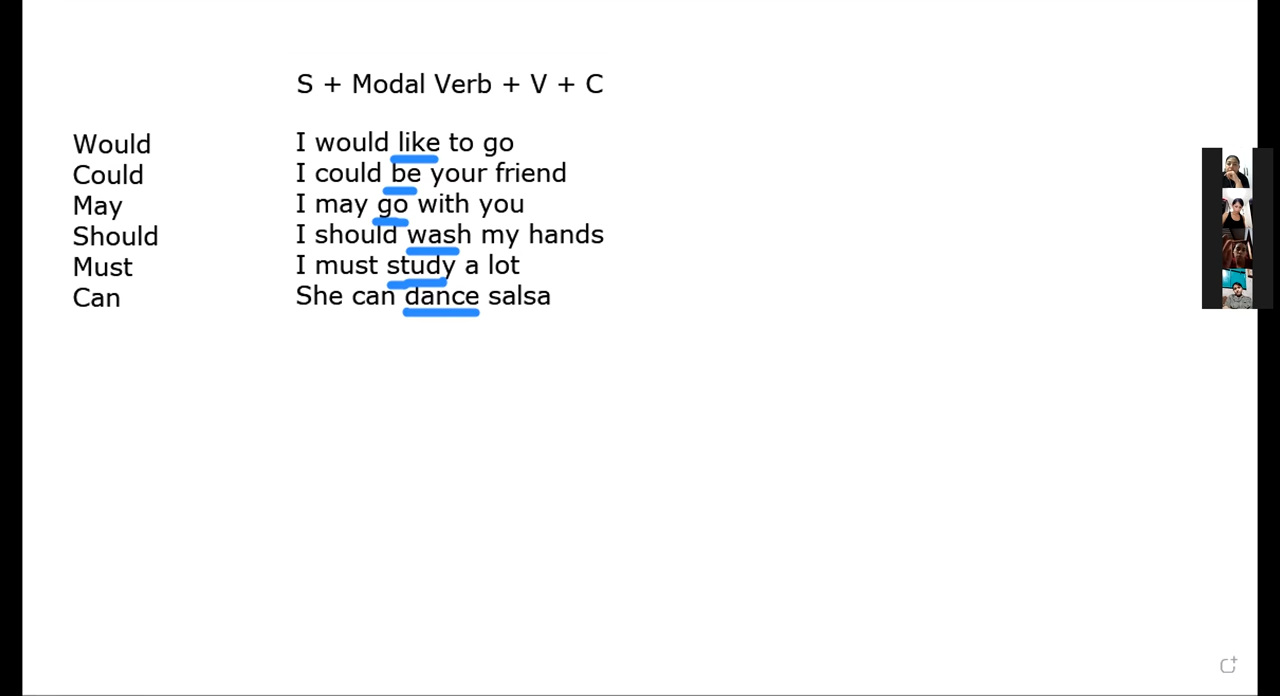 S + Modal Verb + V + C
Would I would like to go
Could I could be your friend
May I may go with you
Should I should wash my hands
Must I must study a lot
Can She can dance salsa